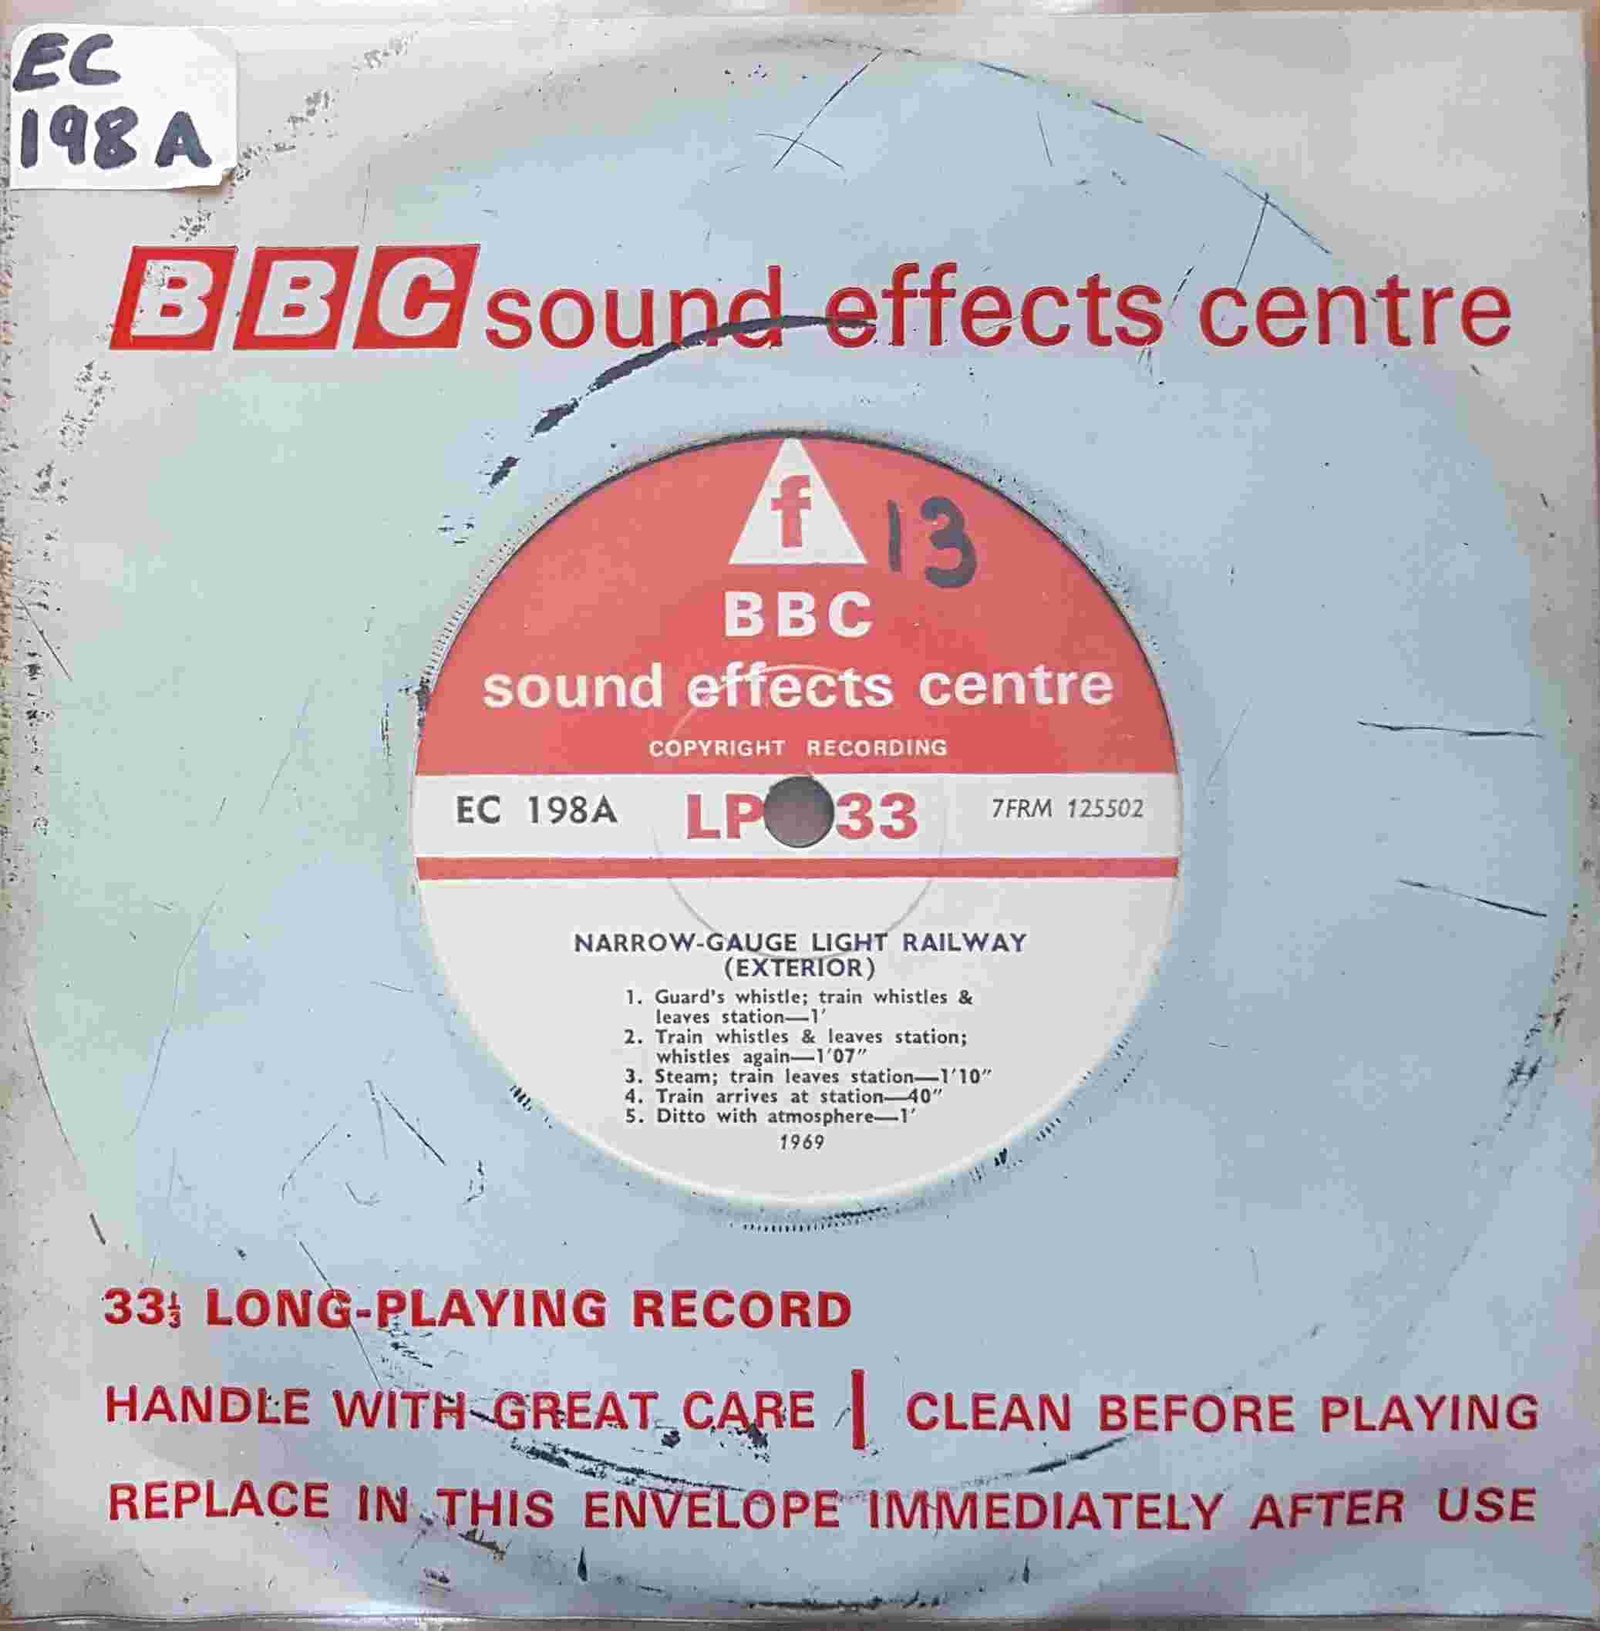 EC
198 A
BBC sound effects centre
f 13
BBC
sound effects centre
COPYRIGHT RECORDING
EC 198A LP 33 7FRM 125502
NARROW-GAUGE LIGHT RAILWAY
(EXTERIOR)
1. Guard's whistle; train whistles &
leaves station—1'
2. Train whistles & leaves station;
whistles again—1'07"
3. Steam; train leaves station—1'10"
4. Train arrives at station—40"
5. Ditto with atmosphere—1'
1969
33⅓ LONG-PLAYING RECORD
HANDLE WITH GREAT CARE | CLEAN BEFORE PLAYING
REPLACE IN THIS ENVELOPE IMMEDIATELY AFTER USE